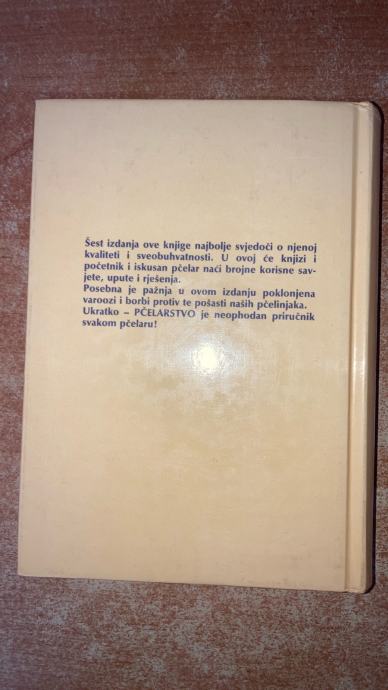 Šest izdanja ove knjige najbolje svjedoči o njenoj
kvaliteti i sveobuhvatnosti. U ovoj će knjizi i
početnik i iskusan pčelar naći brojne korisne sav-
jete, upute i rješenja.
Posebna je pažnja u ovom izdanju poklonjena
varoozi i borbi protiv te pošasti naših pčelinjaka.
Ukratko – PČELARSTVO je neophodan priručnik
svakom pčelaru!